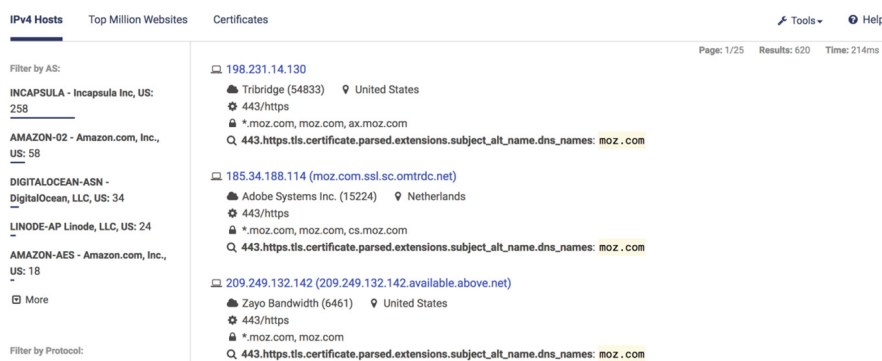 IPv4 Hosts Top Million Websites Certificates Tools Help
Page: 1/25 Results: 620 Time: 214ms
Filter by AS:
INCAPSULA - Incapsula Inc, US:
258
AMAZON-02 - Amazon.com, Inc.,
US: 58
DIGITALOCEAN-ASN -
DigitalOcean, LLC, US: 34
LINODE-AP Linode, LLC, US: 24
AMAZON-AES - Amazon.com, Inc.,
US: 18
More
Filter by Protocol:
198.231.14.130
Tribridge (54833) United States
443/https
*.moz.com, moz.com, ax.moz.com
443.https.tls.certificate.parsed.extensions.subject_alt_name.dns_names: moz.com
185.34.188.114 (moz.com.ssl.sc.omtrdc.net)
Adobe Systems Inc. (15224) Netherlands
443/https
*.moz.com, moz.com, cs.moz.com
443.https.tls.certificate.parsed.extensions.subject_alt_name.dns_names: moz.com
209.249.132.142 (209.249.132.142.available.above.net)
Zayo Bandwidth (6461) United States
443/https
*.moz.com, moz.com
443.https.tls.certificate.parsed.extensions.subject_alt_name.dns_names: moz.com